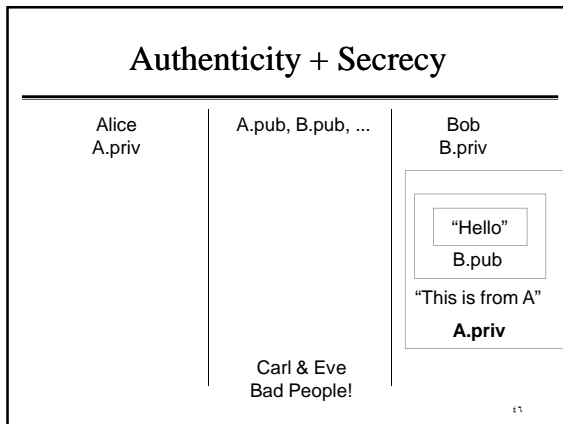 Authenticity + Secrecy
Alice
A.priv
A.pub, B.pub, ...
Bob
B.priv
“Hello”
B.pub
“This is from A”
A.priv
Carl & Eve
Bad People!
٤٦